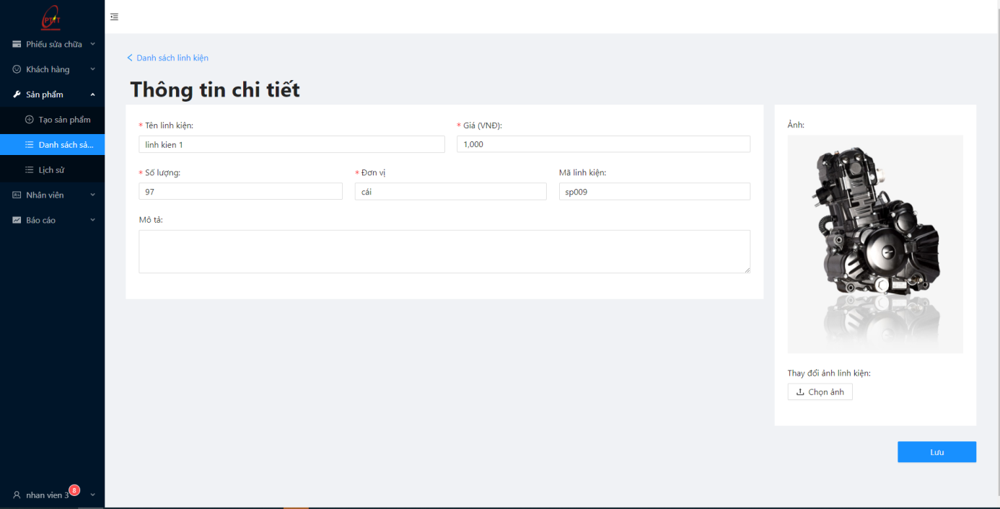 PTIT
Phiếu sửa chữa
Khách hàng
Sản phẩm
Tạo sản phẩm
Danh sách sả...
Lịch sử
Nhân viên
Báo cáo
nhan vien 3
8
Danh sách linh kiện
Thông tin chi tiết
* Tên linh kiện:
linh kien 1
* Giá (VNĐ):
1,000
* Số lượng:
97
* Đơn vị
cái
Mã linh kiện:
sp009
Mô tả:
Ảnh:
Thay đổi ảnh linh kiện:
Chọn ảnh
Lưu